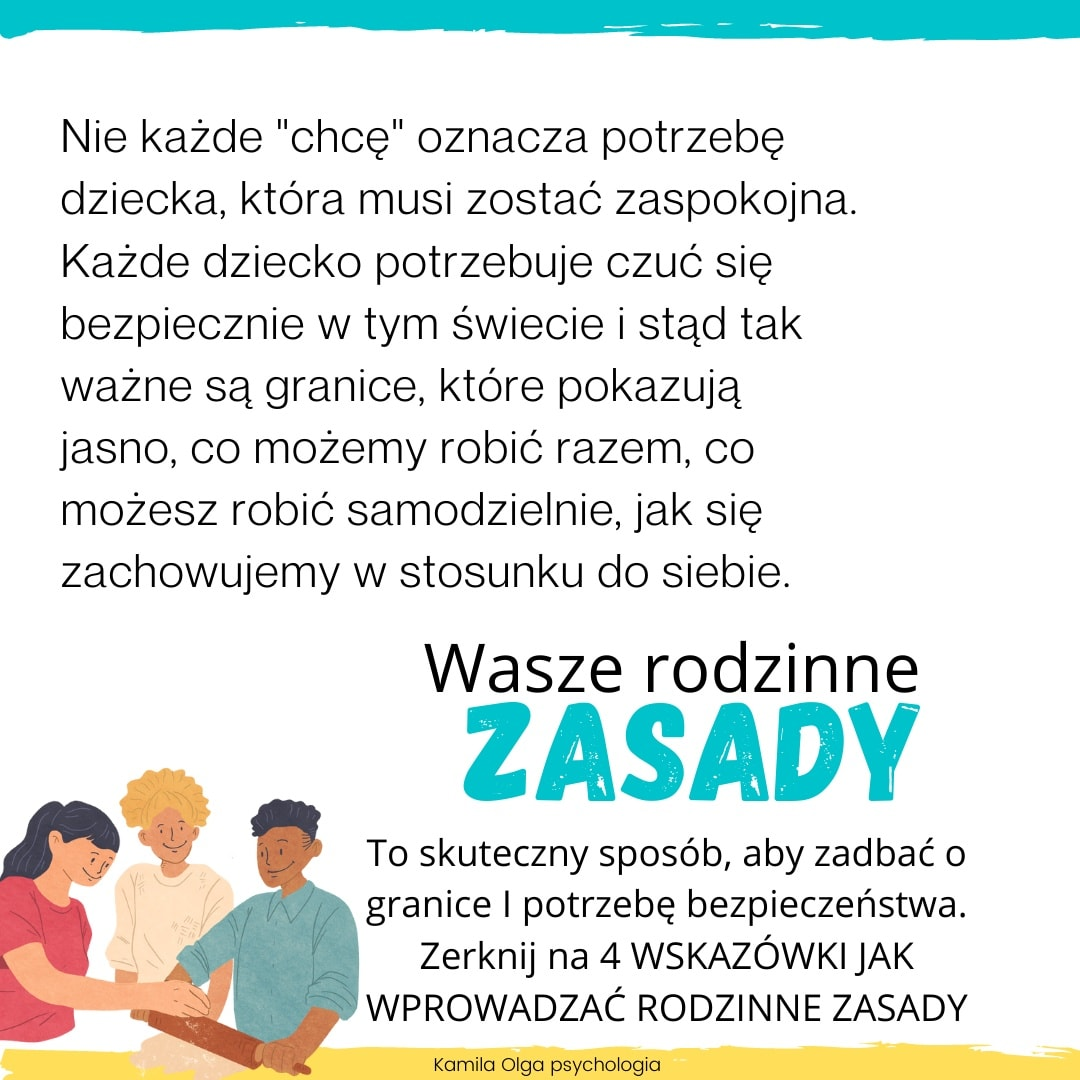 Nie każde "chcę" oznacza potrzebę
dziecka, która musi zostać zaspokojna.
Każde dziecko potrzebuje czuć się
bezpiecznie w tym świecie i stąd tak
ważne są granice, które pokazują
jasno, co możemy robić razem, co
możesz robić samodzielnie, jak się
zachowujemy w stosunku do siebie.
Wasze rodzinne
ZASADY
To skuteczny sposób, aby zadbać o
granice I potrzebę bezpieczeństwa.
Zerknij na 4 WSKAZÓWKI JAK
WPROWADZAĆ RODZINNE ZASADY
Kamila Olga psychologia